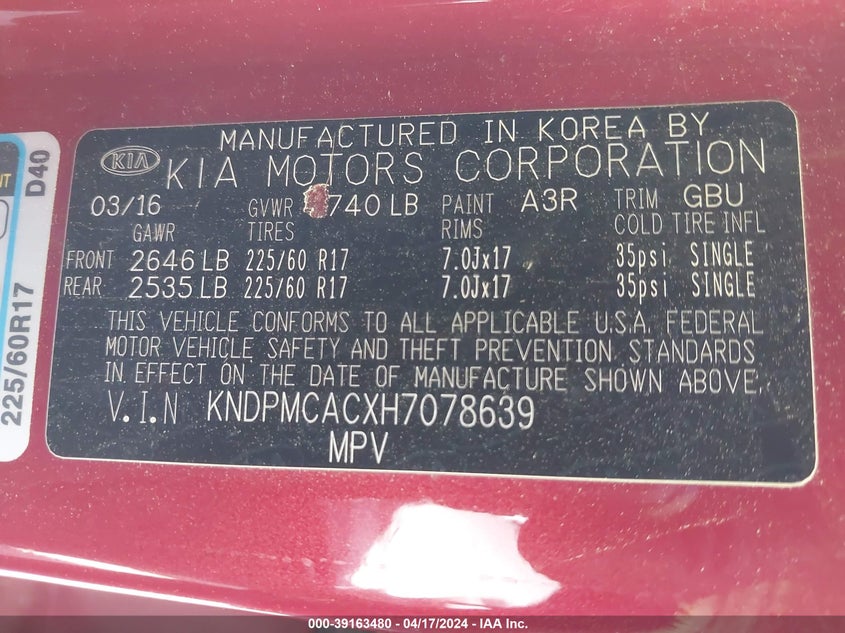 MANUFACTURED IN KOREA BY
KIA KIA MOTORS CORPORATION
03/16 GVWR 740 LB PAINT A3R TRIM GBU
GAWR TIRES RIMS COLD TIRE INFL
FRONT 2646 LB 225/60 R17 7.0Jx17 35psi SINGLE
REAR 2535 LB 225/60 R17 7.0Jx17 35psi SINGLE
THIS VEHICLE CONFORMS TO ALL APPLICABLE U.S.A. FEDERAL
MOTOR VEHICLE SAFETY AND THEFT PREVENTION STANDARDS
IN EFFECT ON THE DATE OF MANUFACTURE SHOWN ABOVE.
V.I.N KNDPMCACXH7078639
MPV
D40
225/60R17
000-39163480 - 04/17/2024 - IAA Inc.